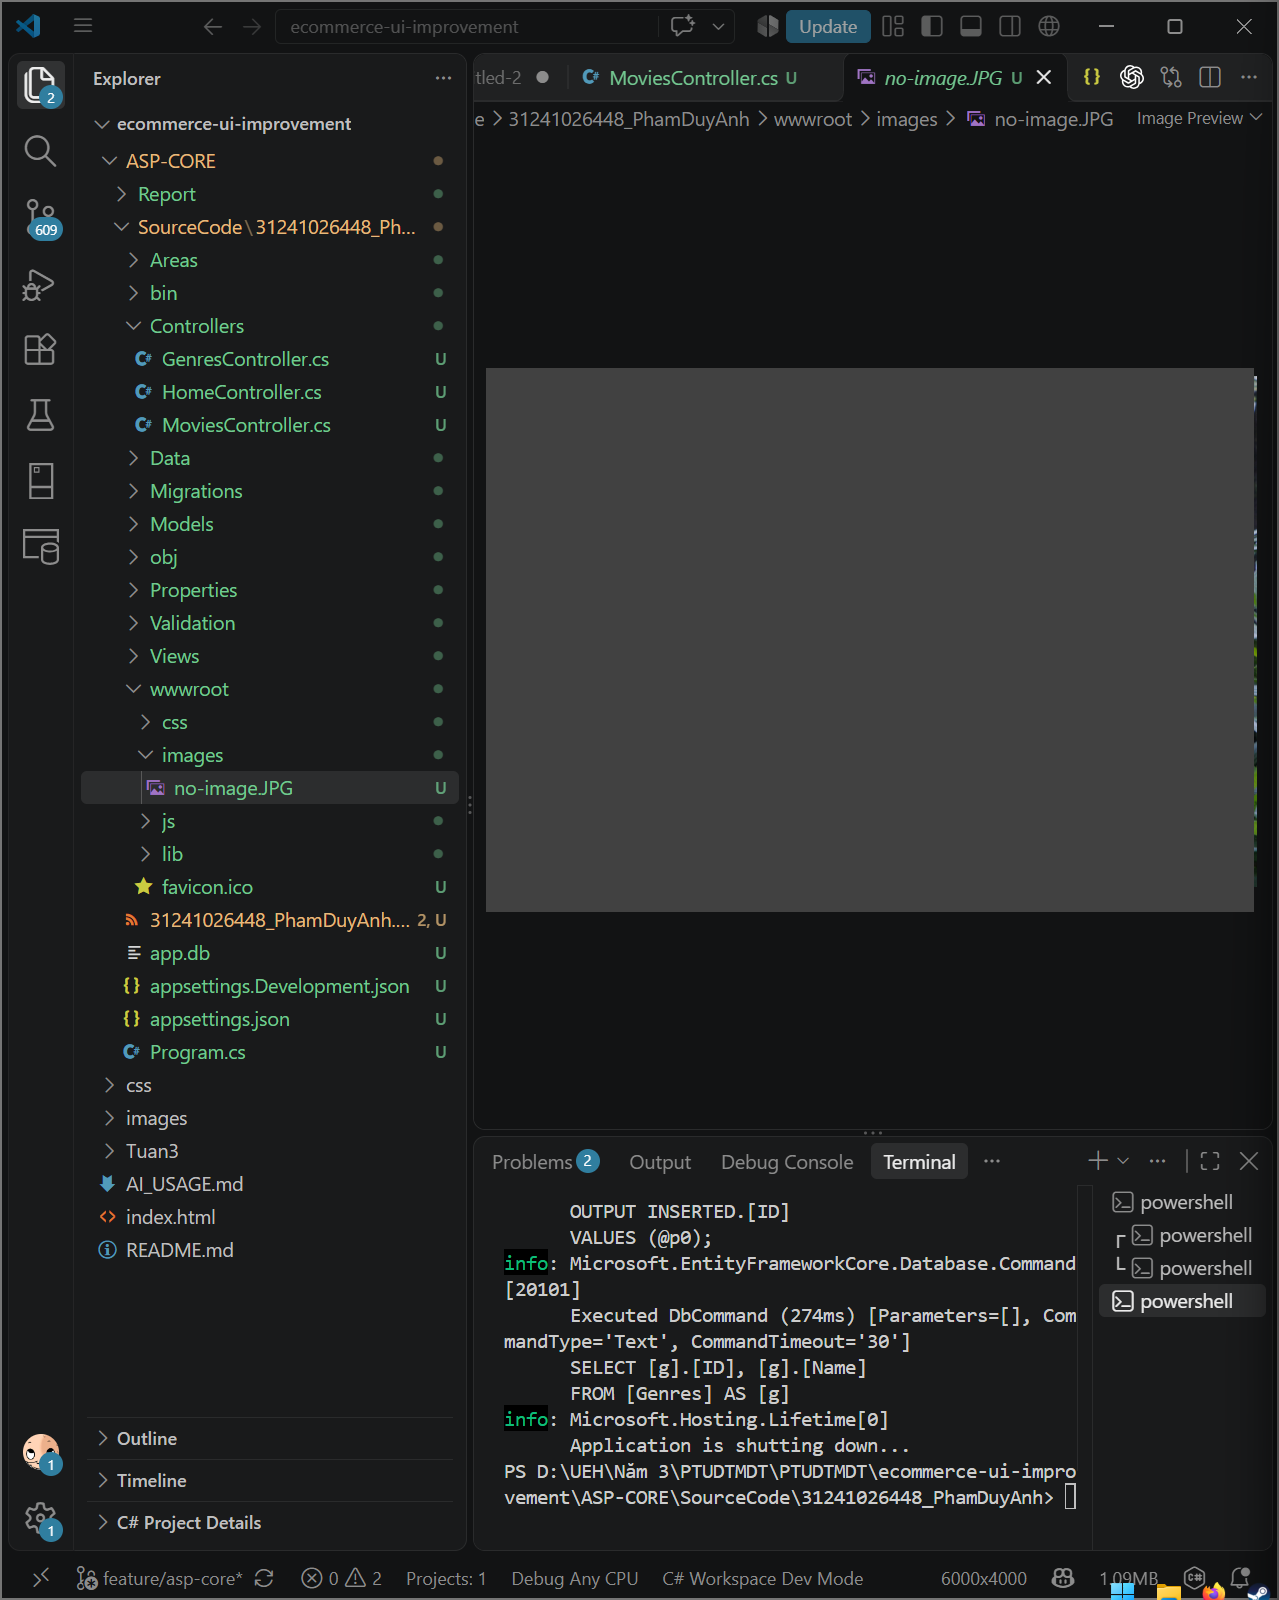 ecommerce-ui-improvement
Update
Explorer
2
609
ecommerce-ui-improvement
ASP-CORE
Report
SourceCode\31241026448_Ph...
Areas
bin
Controllers
GenresController.cs U
HomeController.cs U
MoviesController.cs U
Data
Migrations
Models
obj
Properties
Validation
Views
wwwroot
css
images
no-image.JPG U
js
lib
favicon.ico U
31241026448_PhamDuyAnh.... 2, U
app.db U
appsettings.Development.json U
appsettings.json U
Program.cs U
css
images
Tuan3
AI_USAGE.md
index.html
README.md
Outline
Timeline
C# Project Details
1
1
tled-2
MoviesController.cs U
no-image.JPG U
e > 31241026448_PhamDuyAnh > wwwroot > images > no-image.JPG
Image Preview
Problems 2 Output Debug Console Terminal
OUTPUT INSERTED.[ID]
VALUES (@p0);
info: Microsoft.EntityFrameworkCore.Database.Command
[20101]
Executed DbCommand (274ms) [Parameters=[], Com
mandType='Text', CommandTimeout='30']
SELECT [g].[ID], [g].[Name]
FROM [Genres] AS [g]
info: Microsoft.Hosting.Lifetime[0]
Application is shutting down...
PS D:\UEH\Năm 3\PTUDTMDT\PTUDTMDT\ecommerce-ui-impro
vement\ASP-CORE\SourceCode\31241026448_PhamDuyAnh>
powershell
powershell
powershell
powershell
feature/asp-core* 0 2 Projects: 1 Debug Any CPU C# Workspace Dev Mode 6000x4000 1.09MB